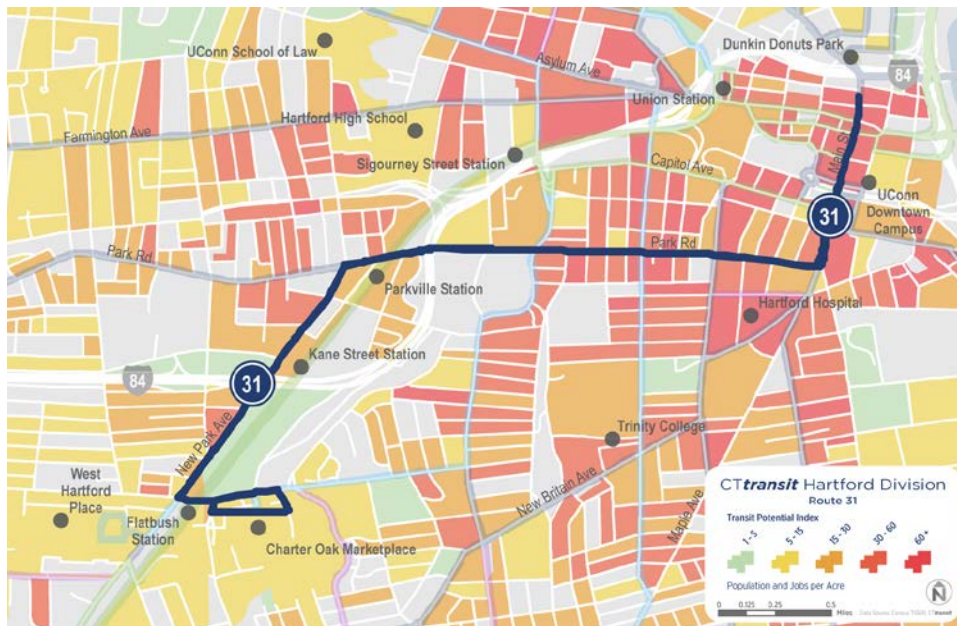 UConn School of Law
Dunkin Donuts Park
84
Asylum Ave
Union Station
Hartford High School
Farmington Ave
Sigourney Street Station
Capitol Ave
Main St
UConn
Downtown
Campus
31
Park Rd
Park Rd
Parkville Station
Hartford Hospital
Kane Street Station
84
31
New Park Ave
Trinity College
West
Hartford
Place
New Britain Ave
Maple Ave
Flatbush
Station
Charter Oak Marketplace
CTtransit Hartford Division
Route 31
Transit Potential Index
1 - 5
5 - 15
15 - 30
30 - 60
60 +
Population and Jobs per Acre
N
0 0.125 0.25 0.5
Miles